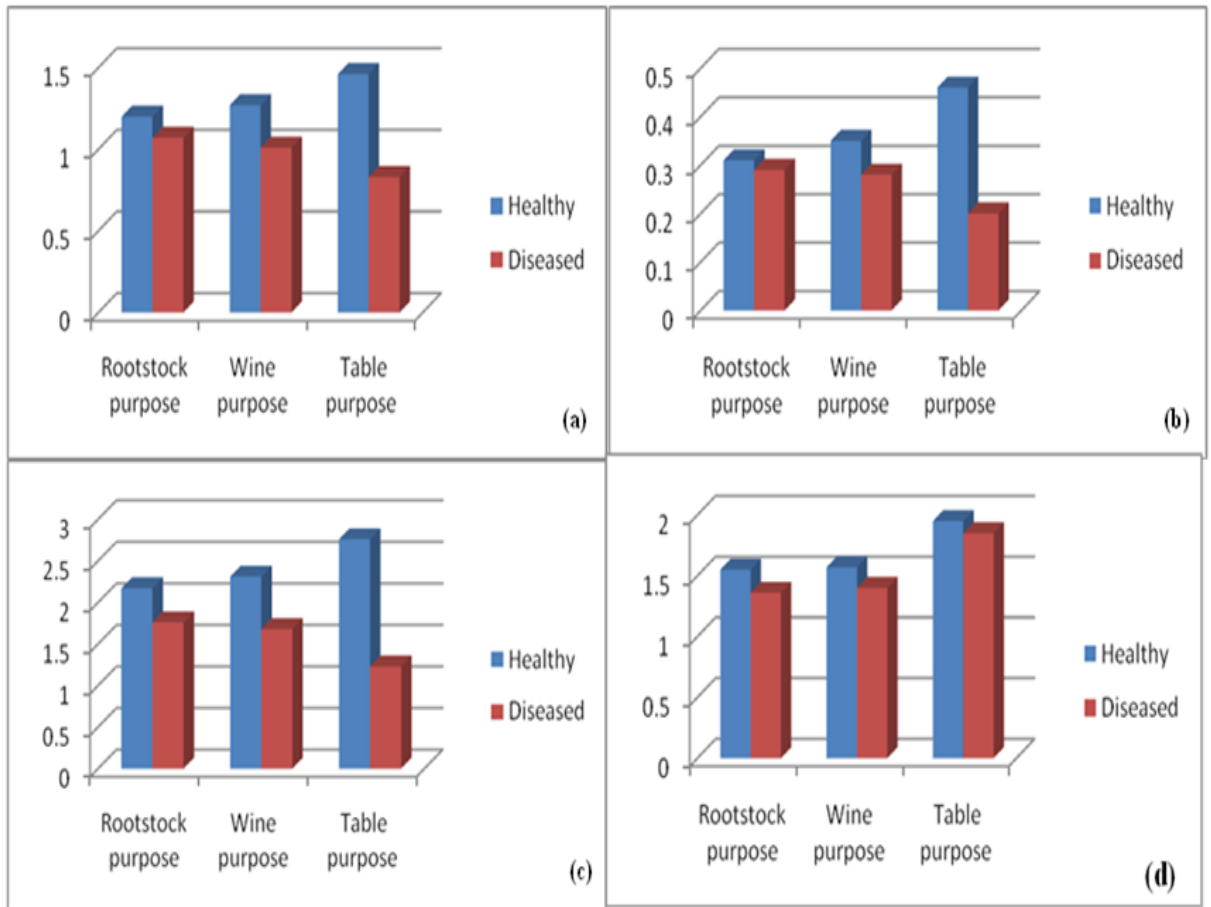 1.5
1
0.5
0
Healthy
Diseased
Rootstock purpose
Wine purpose
Table purpose
(a)
0.5
0.4
0.3
0.2
0.1
0
Healthy
Diseased
Rootstock purpose
Wine purpose
Table purpose
(b)
3
2.5
2
1.5
1
0.5
0
Healthy
Diseased
Rootstock purpose
Wine purpose
Table purpose
(c)
2
1.5
1
0.5
0
Healthy
Diseased
Rootstock purpose
Wine purpose
Table purpose
(d)